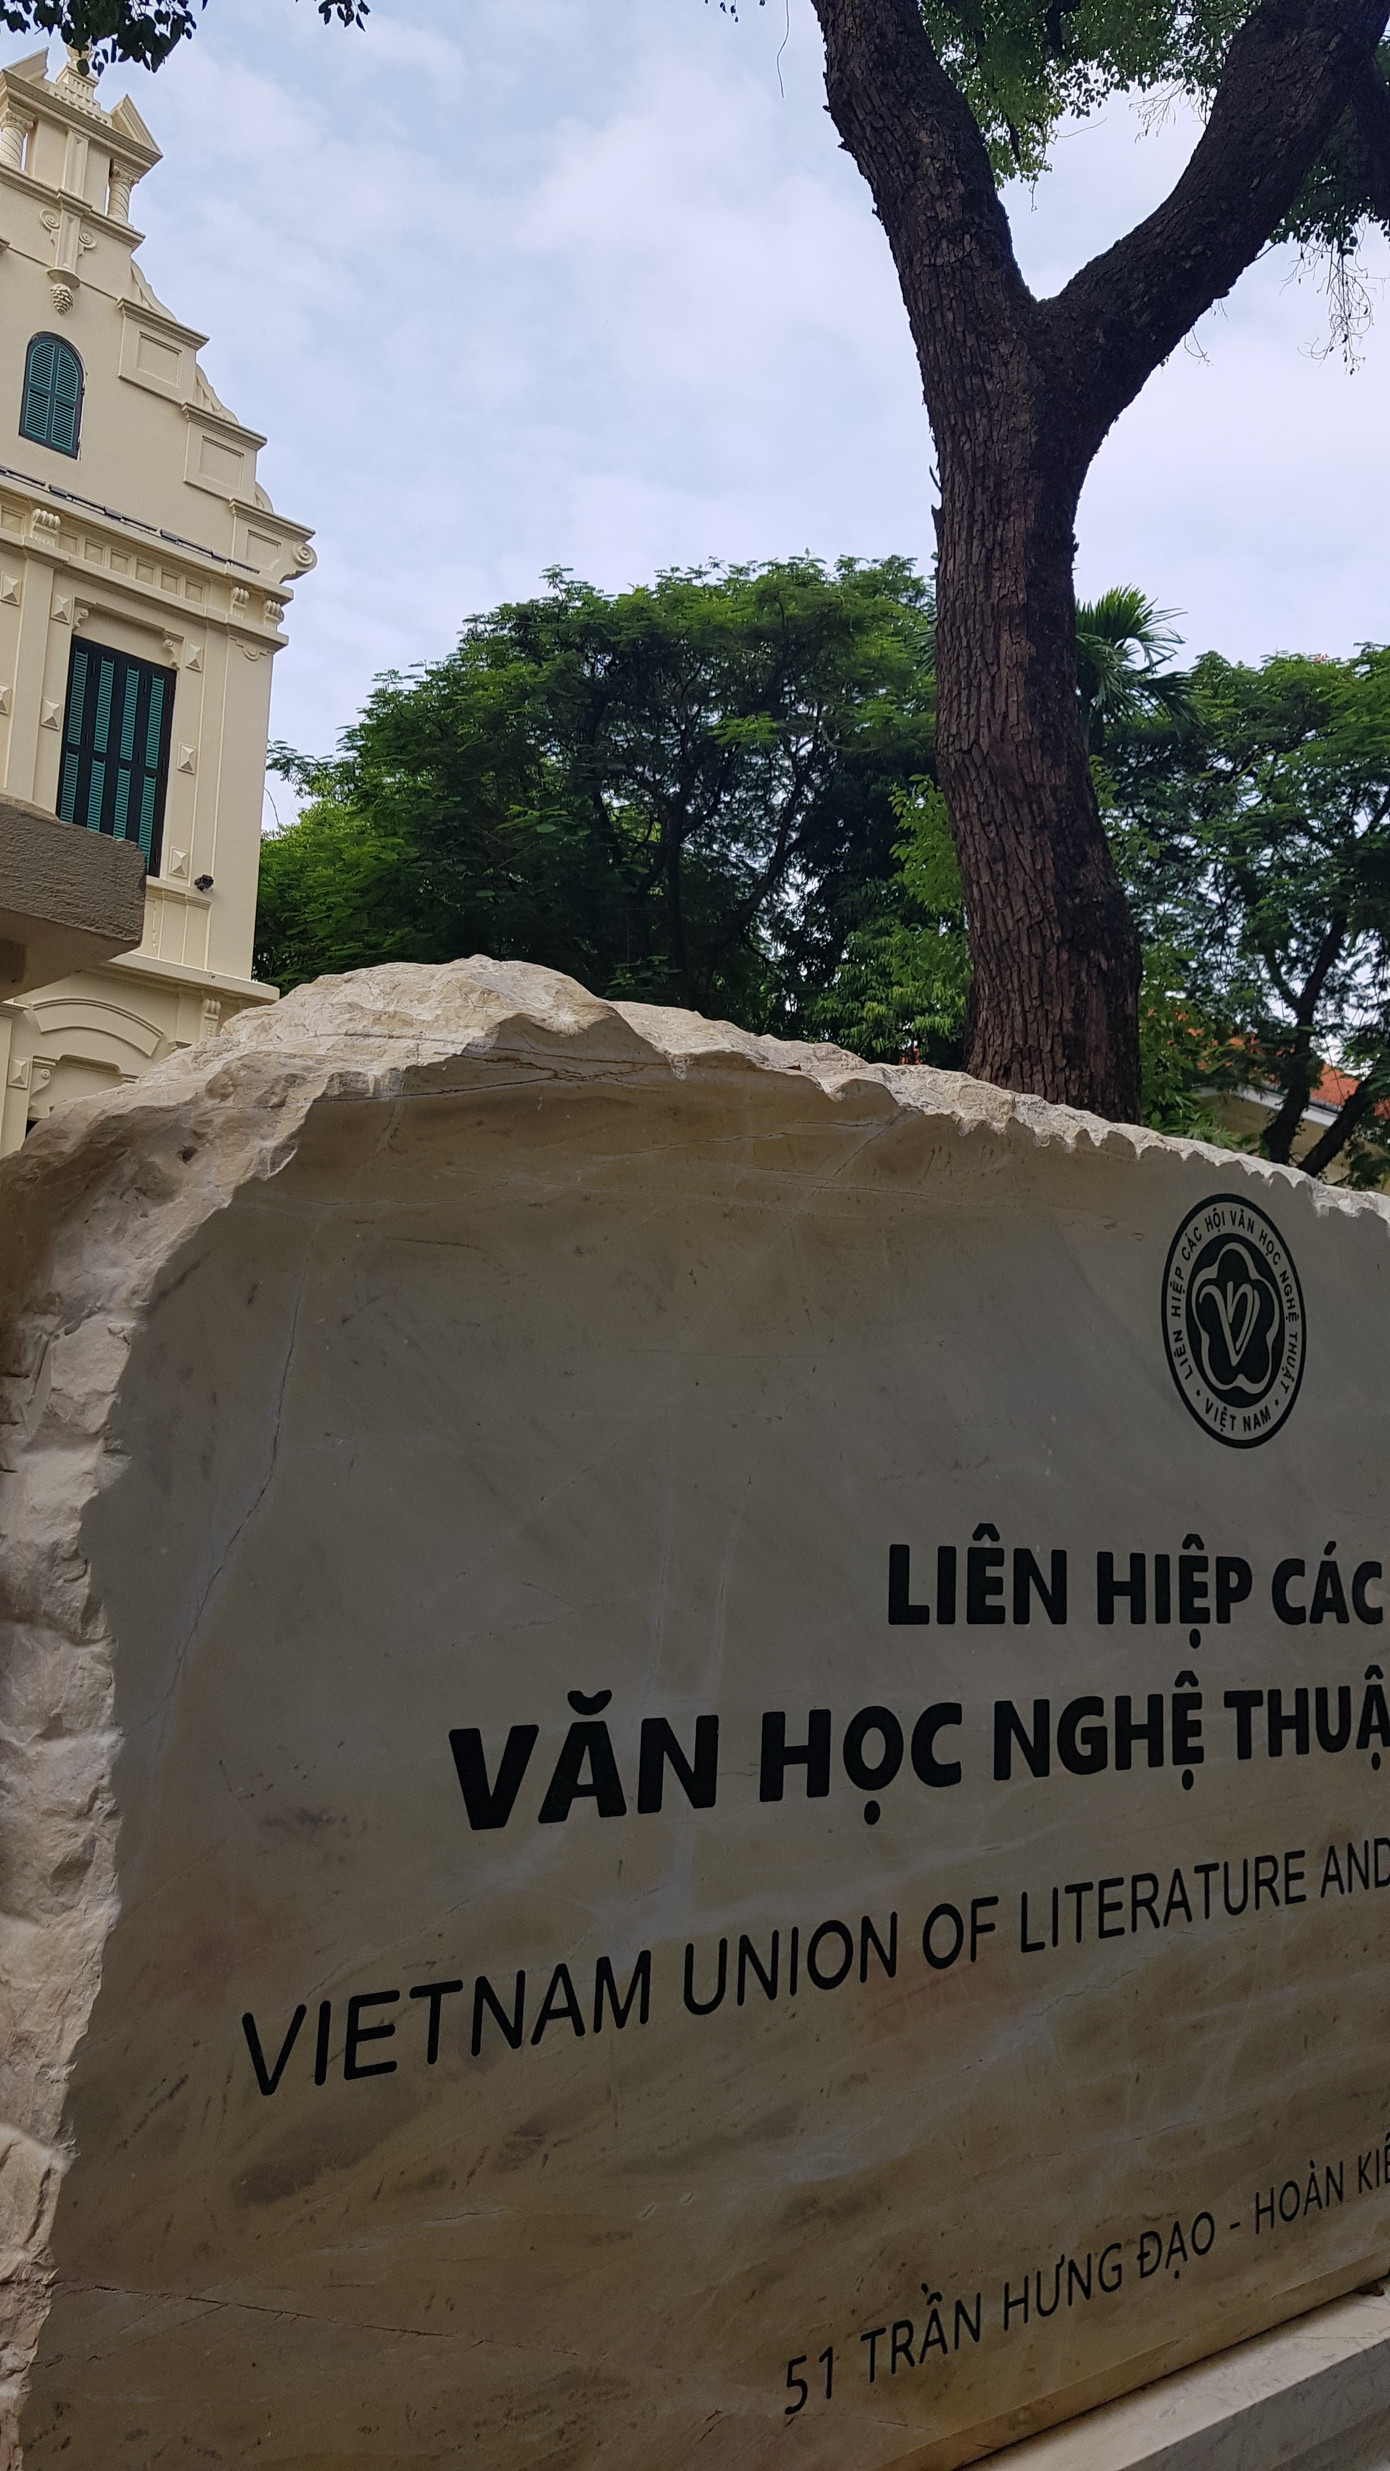 LIÊN HIỆP CÁC HỘI VĂN HỌC NGHỆ THUẬT
• VIỆT NAM •
LIÊN HIỆP CÁC
VĂN HỌC NGHỆ THUẬ
VIETNAM UNION OF LITERATURE AND
51 TRẦN HƯNG ĐẠO - HOÀN KIẾ